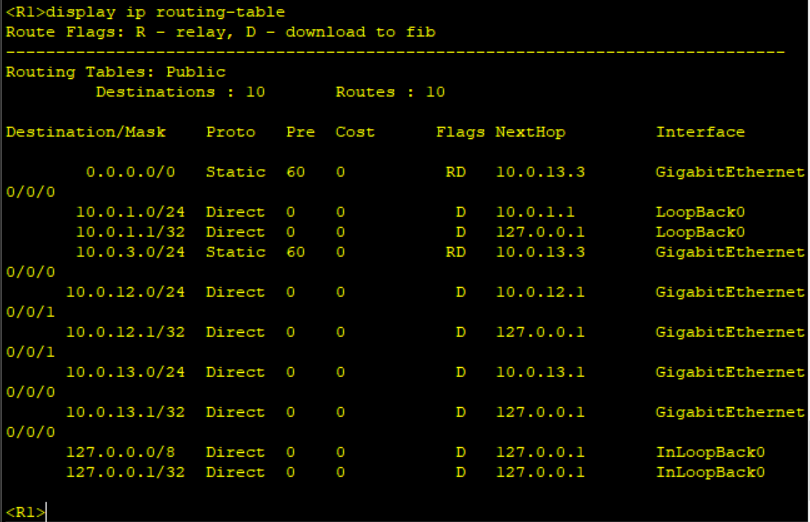 <R1>display ip routing-table
Route Flags: R - relay, D - download to fib
------------------------------------------------------------------------------
Routing Tables: Public
         Destinations : 10       Routes : 10
Destination/Mask    Proto   Pre  Cost      Flags NextHop         Interface
        0.0.0.0/0   Static  60   0          RD   10.0.13.3       GigabitEthernet
0/0/0
       10.0.1.0/24  Direct  0    0           D   10.0.1.1        LoopBack0
       10.0.1.1/32  Direct  0    0           D   127.0.0.1       LoopBack0
       10.0.3.0/24  Static  60   0          RD   10.0.13.3       GigabitEthernet
0/0/0
      10.0.12.0/24  Direct  0    0           D   10.0.12.1       GigabitEthernet
0/0/1
      10.0.12.1/32  Direct  0    0           D   127.0.0.1       GigabitEthernet
0/0/1
      10.0.13.0/24  Direct  0    0           D   10.0.13.1       GigabitEthernet
0/0/0
      10.0.13.1/32  Direct  0    0           D   127.0.0.1       GigabitEthernet
0/0/0
      127.0.0.0/8   Direct  0    0           D   127.0.0.1       InLoopBack0
      127.0.0.1/32  Direct  0    0           D   127.0.0.1       InLoopBack0
<R1>